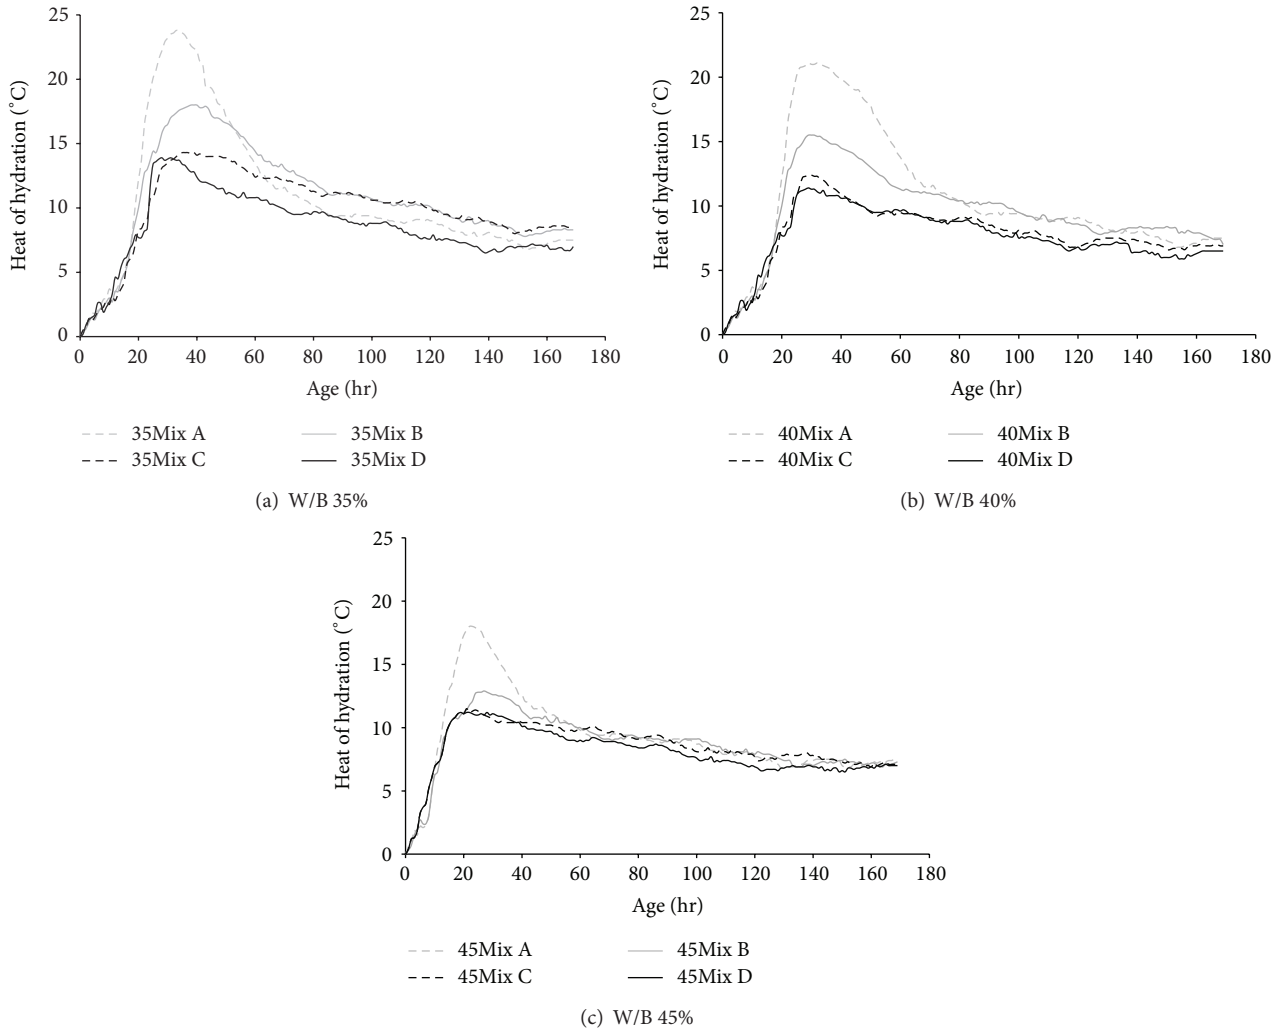 25
20
15
10
5
0
Heat of hydration (˚C)
0 20 40 60 80 100 120 140 160 180
Age (hr)
35Mix A 35Mix B
35Mix C 35Mix D
(a) W/B 35%
25
20
15
10
5
0
Heat of hydration (˚C)
0 20 40 60 80 100 120 140 160 180
Age (hr)
40Mix A 40Mix B
40Mix C 40Mix D
(b) W/B 40%
25
20
15
10
5
0
Heat of hydration (˚C)
0 20 40 60 80 100 120 140 160 180
Age (hr)
45Mix A 45Mix B
45Mix C 45Mix D
(c) W/B 45%